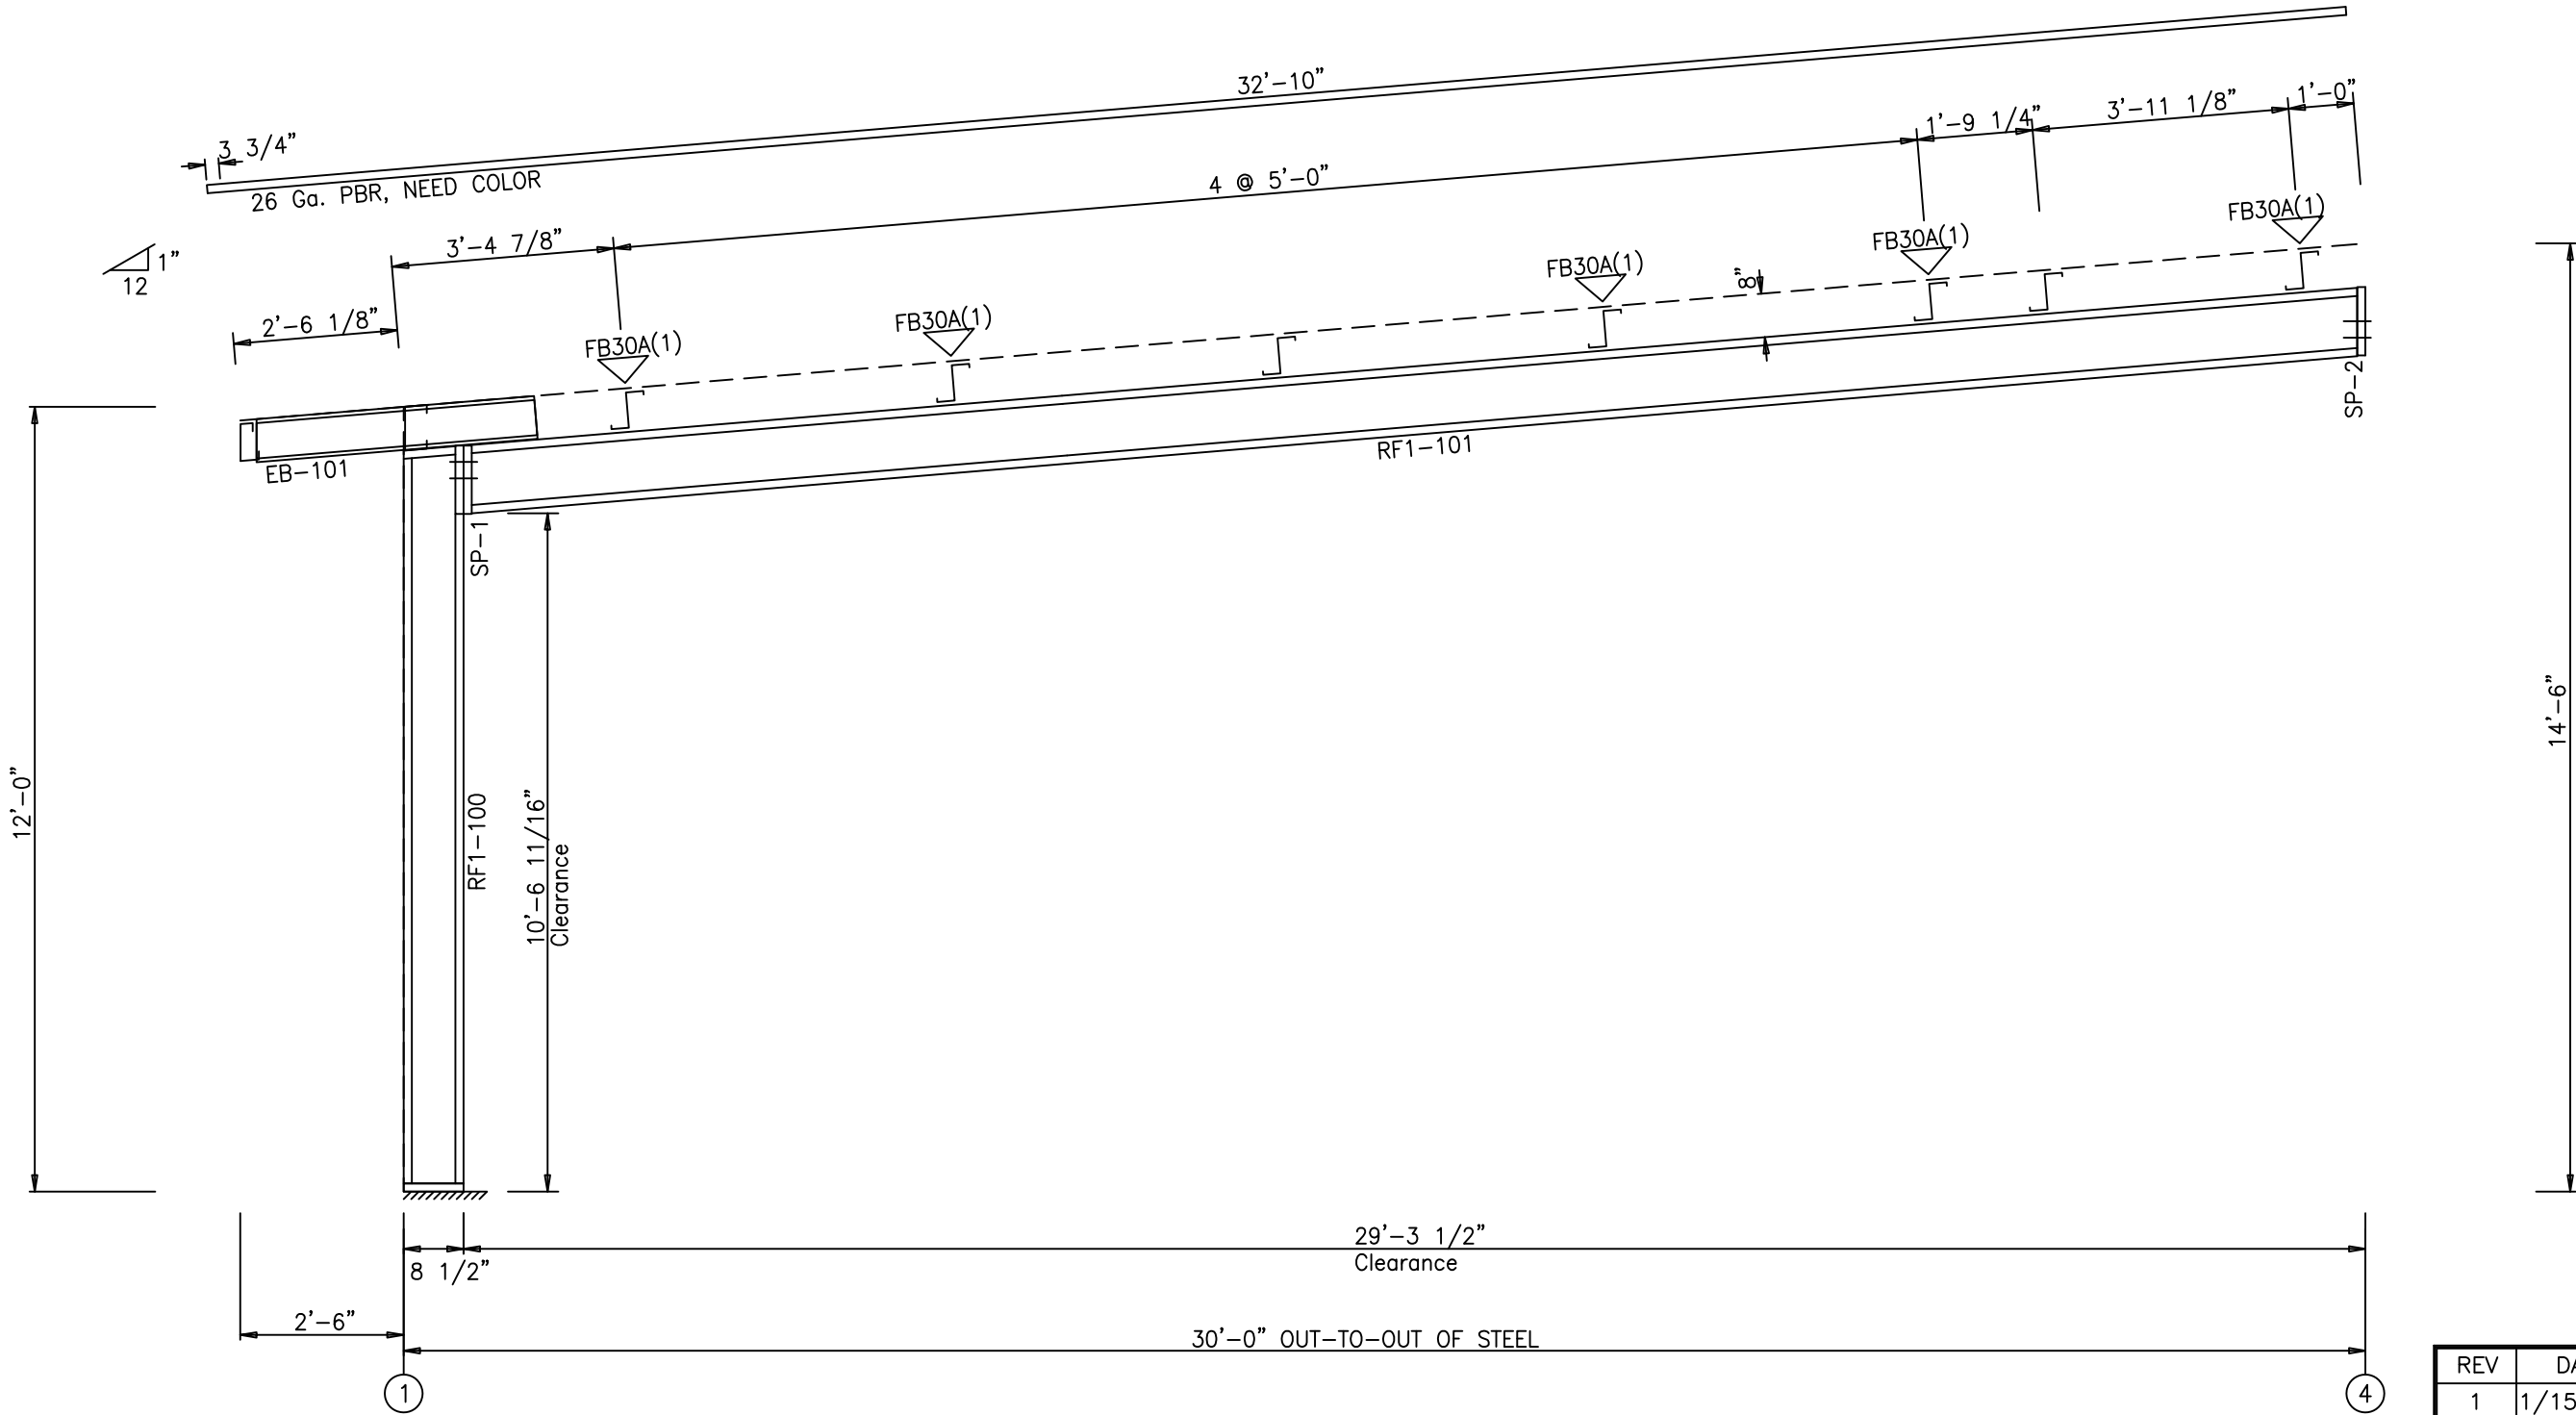 32'-10"
1'-0"
3'-11 1/8"
1'-9 1/4"
3 3/4"
26 Ga. PBR, NEED COLOR
4 @ 5'-0"
FB30A(1)
FB30A(1)
3'-4 7/8"
1"
12
FB30A(1)
8"
2'-6 1/8"
FB30A(1)
FB30A(1)
SP-2
EB-101
RF1-101
SP-1
12'-0"
14'-6"
RF1-100
10'-6 11/16"
Clearance
29'-3 1/2"
Clearance
8 1/2"
2'-6"
30'-0" OUT-TO-OUT OF STEEL
1
4
REV
1 1/15